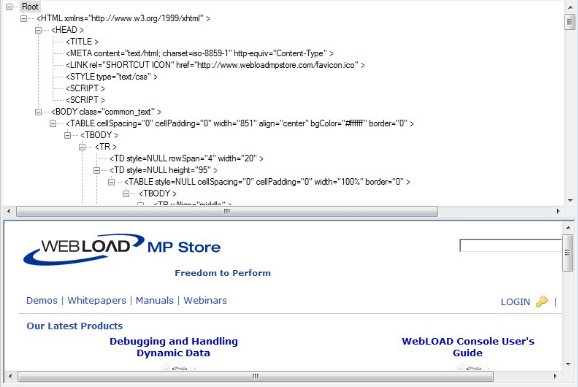 Root
<HTML xmlns="http://www.w3.org/1999/xhtml" >
<HEAD >
<TITLE >
<META content="text/html; charset=iso-8859-1" http-equiv="Content-Type" >
<LINK rel="SHORTCUT ICON" href="http://www.webloadmpstore.com/favicon.ico" >
<STYLE type="text/css" >
<SCRIPT >
<SCRIPT >
<BODY class="common_text" >
<TABLE cellSpacing="0" cellPadding="0" width="851" align="center" bgColor="#ffffff" border="0" >
<TBODY >
<TR >
<TD style=NULL rowSpan="4" width="20" >
<TD style=NULL height="95" >
<TABLE style=NULL cellSpacing="0" cellPadding="0" width="100%" border="0" >
<TBODY >
<TR vAlign="middle" >
WEBLOAD MP Store
Freedom to Perform
Demos | Whitepapers | Manuals | Webinars
LOGIN |
Our Latest Products
Debugging and Handling
Dynamic Data
WebLOAD Console User's
Guide